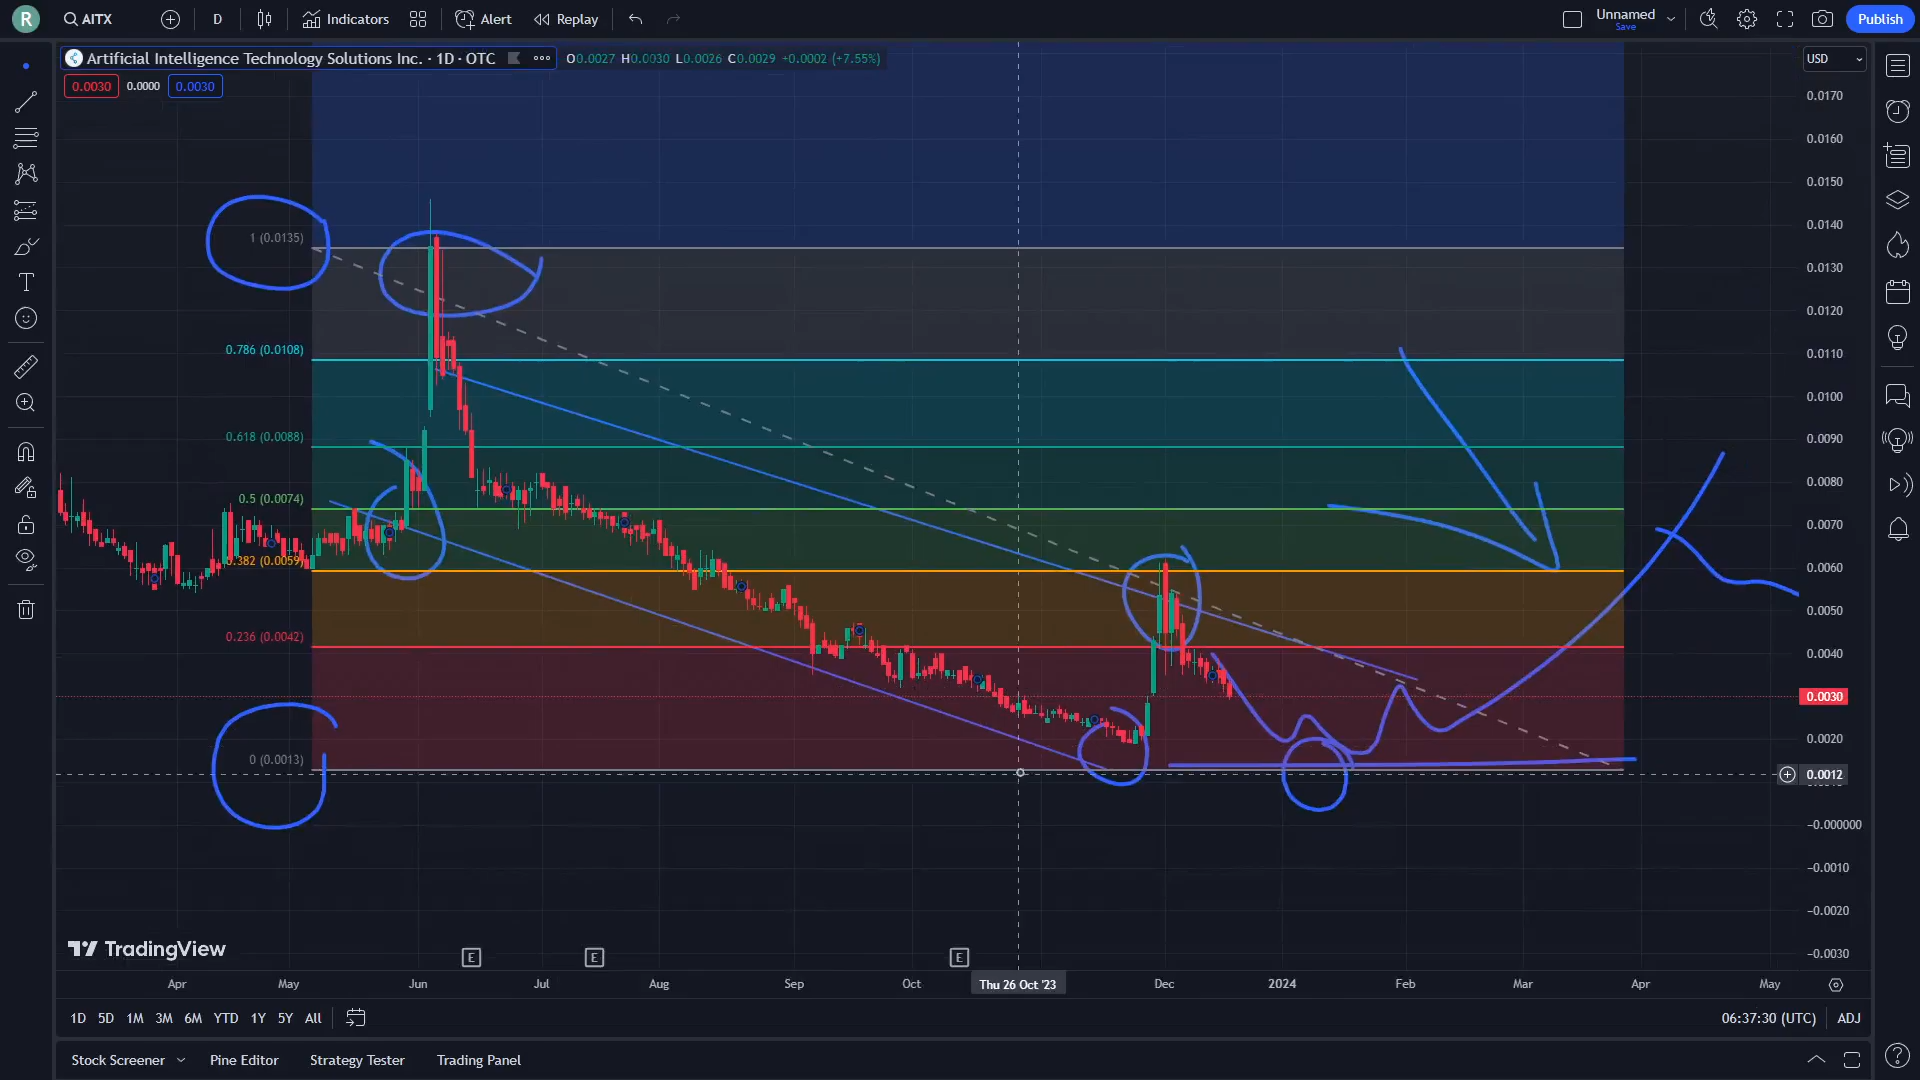 R
AITX
D
Indicators
Alert
Replay
Unnamed
Save
Publish
Artificial Intelligence Technology Solutions Inc. · 1D · OTC
O0.0027 H0.0030 L0.0026 C0.0029 +0.0002 (+7.55%)
USD
0.0030
0.0000
0.0030
0.0170
0.0160
0.0150
0.0140
0.0130
0.0120
0.0110
0.0100
0.0090
0.0080
0.0070
0.0060
0.0050
0.0040
0.0030
0.0020
0.0012
−0.000000
−0.0010
−0.0020
−0.0030
1 (0.0135)
0.786 (0.0108)
0.618 (0.0088)
0.5 (0.0074)
0.382 (0.0059)
0.236 (0.0042)
0 (0.0013)
TradingView
E
E
E
Apr
May
Jun
Jul
Aug
Sep
Oct
Thu 26 Oct '23
Dec
2024
Feb
Mar
Apr
May
1D 5D 1M 3M 6M YTD 1Y 5Y All
06:37:30 (UTC)
ADJ
Stock Screener
Pine Editor
Strategy Tester
Trading Panel